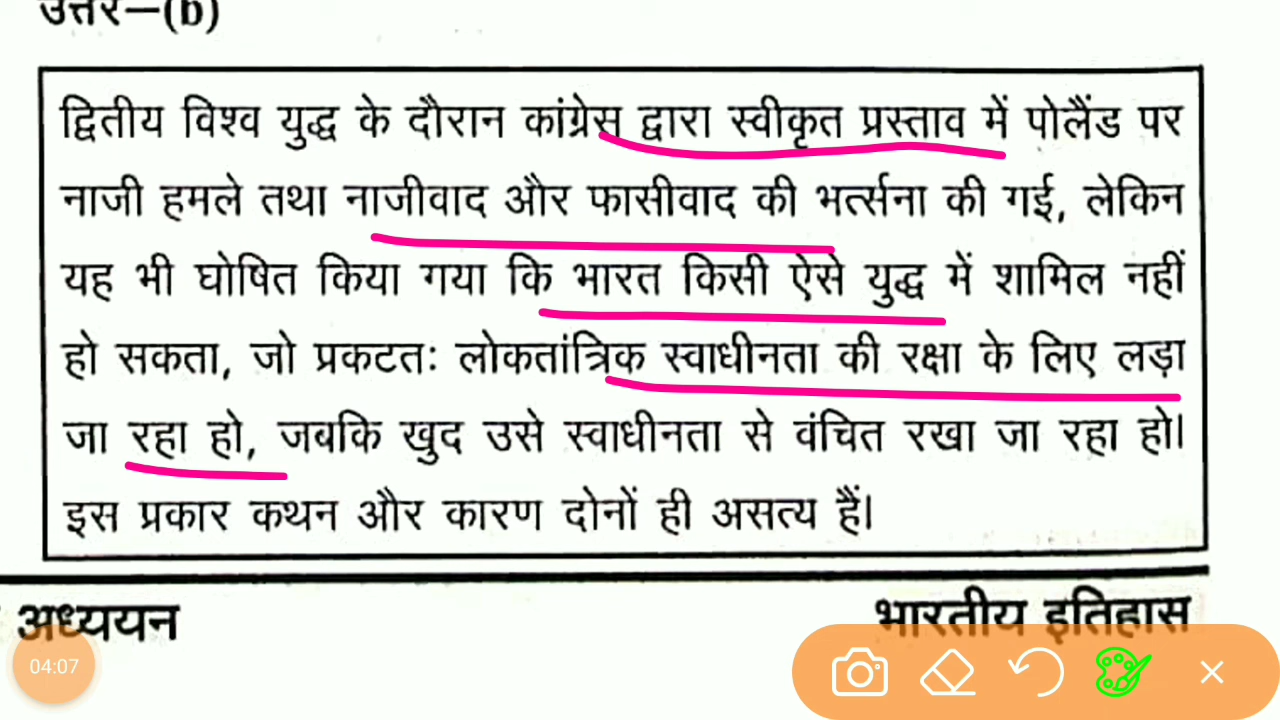 उत्तर—(b)
द्वितीय विश्व युद्ध के दौरान कांग्रेस द्वारा स्वीकृत प्रस्ताव में पोलैंड पर
नाजी हमले तथा नाजीवाद और फासीवाद की भर्त्सना की गई, लेकिन
यह भी घोषित किया गया कि भारत किसी ऐसे युद्ध में शामिल नहीं
हो सकता, जो प्रकटतः लोकतांत्रिक स्वाधीनता की रक्षा के लिए लड़ा
जा रहा हो, जबकि खुद उसे स्वाधीनता से वंचित रखा जा रहा हो।
इस प्रकार कथन और कारण दोनों ही असत्य हैं।
अध्ययन भारतीय इतिहास
04:07